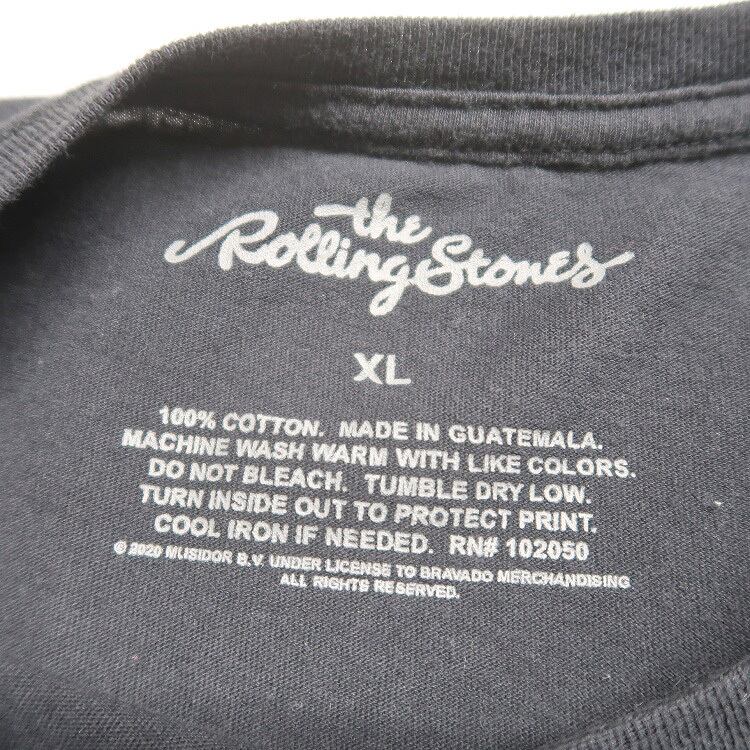 the
Rolling Stones
XL
100% COTTON. MADE IN GUATEMALA.
MACHINE WASH WARM WITH LIKE COLORS.
DO NOT BLEACH. TUMBLE DRY LOW.
TURN INSIDE OUT TO PROTECT PRINT.
COOL IRON IF NEEDED. RN# 102050
© 2020 MUSIDOR B.V. UNDER LICENSE TO BRAVADO MERCHANDISING
ALL RIGHTS RESERVED.